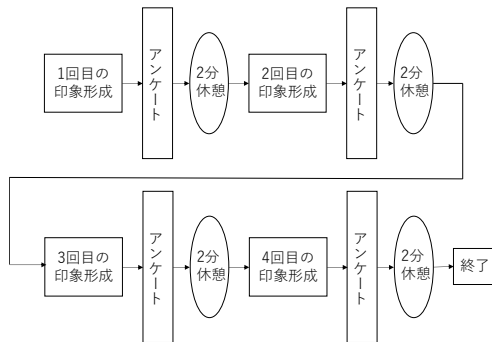 1回目の
印象形成
アンケート
2分
休憩
2回目の
印象形成
アンケート
2分
休憩
3回目の
印象形成
アンケート
2分
休憩
4回目の
印象形成
アンケート
2分
休憩
終了